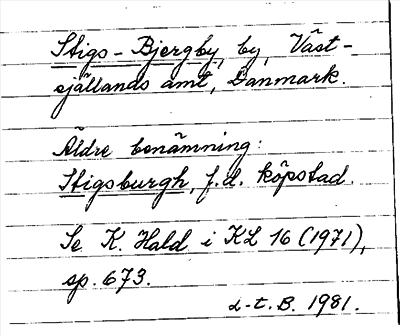 Stigs-Bjergby, by, Väst-
själlands amt, Danmark.
Äldre benämning:
Stigsburgh, f.d. köpstad.
Se K. Hald i KL 16 (1971),
sp. 673.
L-t. B. 1981.